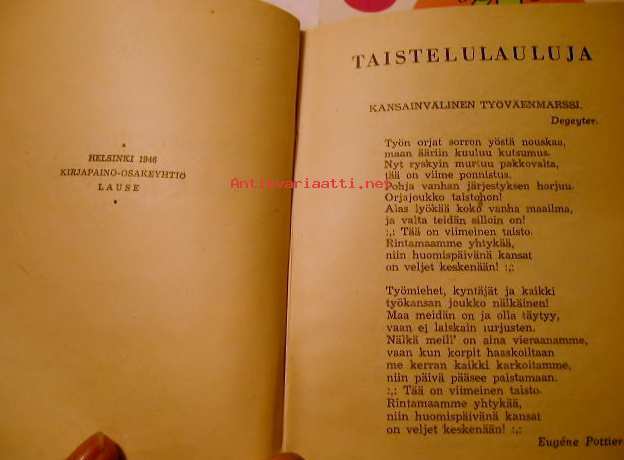 HELSINKI 1946
KIRJAPAINO-OSAKEYHTIÖ
LAUSE
TAISTELULAULUJA
KANSAINVÄLINEN TYÖVÄENMARSSI.
Degeyter.
Työn orjat sorron yöstä nouskaa,
maan ääriin kuuluu kutsumus.
Nyt ryskyin murtuu pakkovalta,
tää on viime ponnistus.
Pohja vanhan järjestyksen horjuu.
Orjajoukko taistohon!
Alas lyökää koko vanha maailma,
ja valta teidän silloin on!
:,: Tää on viimeinen taisto.
Rintamaamme yhtykää,
niin huomispäivänä kansat
on veljet keskenään! :,:
Työmiehet, kyntäjät ja kaikki
työkansan joukko nälkäinen!
Maa meidän on ja olla täytyy,
vaan ei laiskain lurjusten.
Nälkä meill' on aina vieraanamme,
vaan kun korpit haaskoiltaan
me kerran kaikki karkoitamme,
niin päivä pääsee paistamaan.
:,: Tää on viimeinen taisto.
Rintamaamme yhtykää,
niin huomispäivänä kansat
on veljet keskenään! :,:
Eugéne Pottier
Antikvariaatti.net